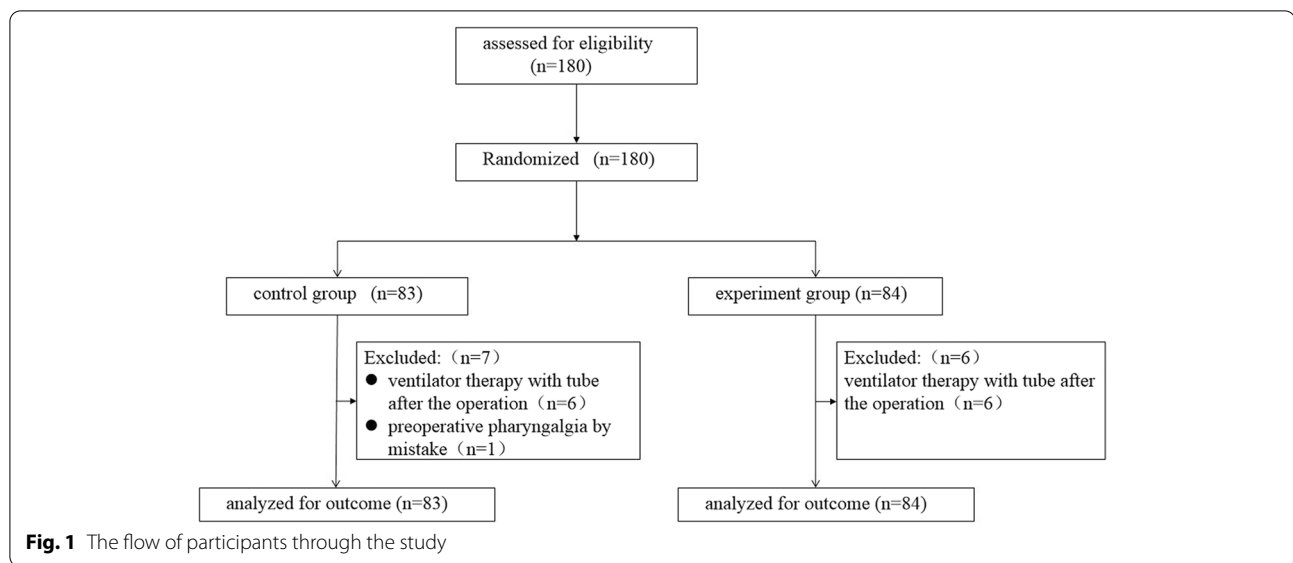 assessed for eligibility
(n=180)
Randomized (n=180)
control group (n=83)
experiment group (n=84)
Excluded:（n=7）
● ventilator therapy with tube
after the operation（n=6）
● preoperative pharyngalgia by
mistake（n=1）
Excluded:（n=6）
ventilator therapy with tube after
the operation（n=6）
analyzed for outcome (n=83)
analyzed for outcome (n=84)
Fig. 1 The flow of participants through the study